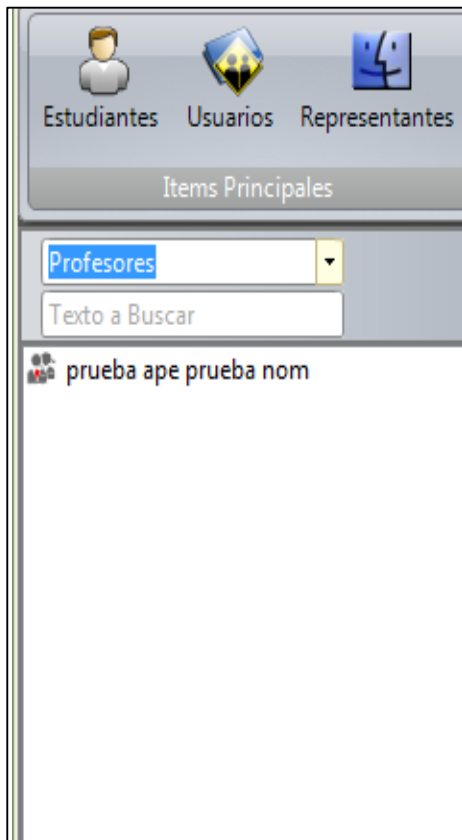 Estudiantes Usuarios Representantes
Items Principales
Profesores
Texto a Buscar
prueba ape prueba nom